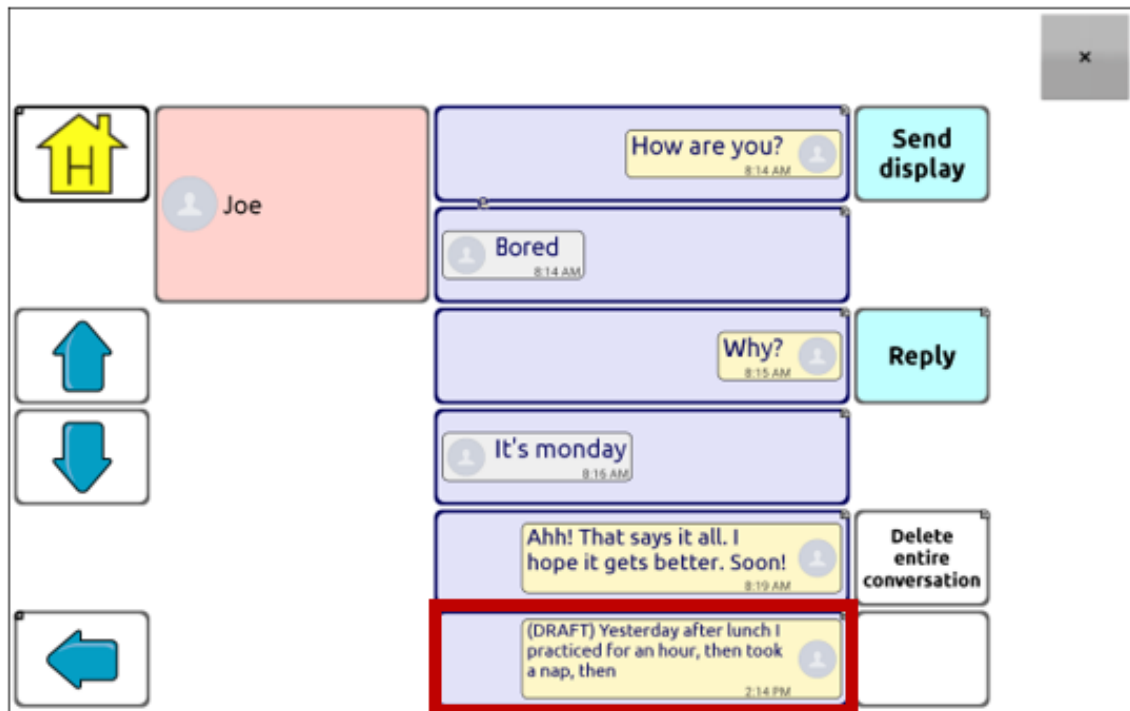 ×
H
Joe
How are you?
8:14 AM
Send
display
Bored
8:14 AM
Why?
8:15 AM
Reply
It's monday
8:16 AM
Ahh! That says it all. I
hope it gets better. Soon!
8:19 AM
Delete
entire
conversation
(DRAFT) Yesterday after lunch I
practiced for an hour, then took
a nap, then
2:14 PM